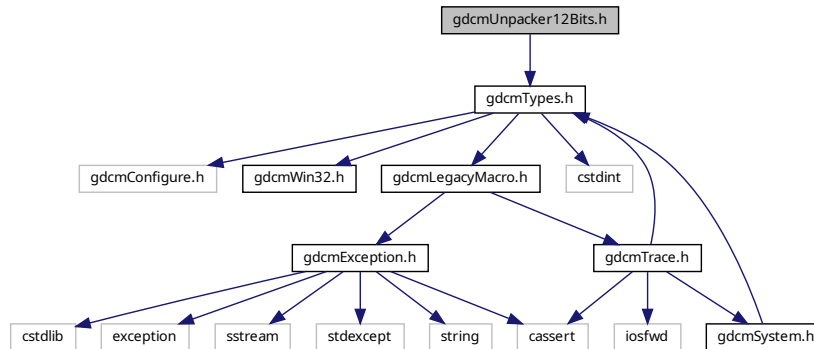 gdcmUnpacker12Bits.h
gdcmTypes.h
gdcmConfigure.h
gdcmWin32.h
gdcmLegacyMacro.h
cstdint
gdcmException.h
gdcmTrace.h
cstdlib
exception
sstream
stdexcept
string
cassert
iosfwd
gdcmSystem.h